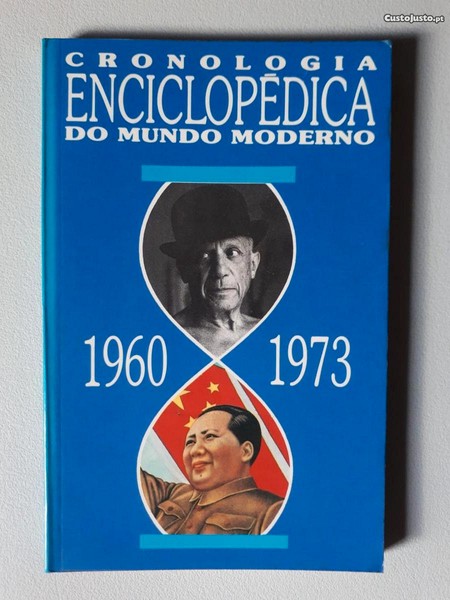 CustoJusto.pt
CRONOLOGIA
ENCICLOPÉDICA
DO MUNDO MODERNO
1960 1973